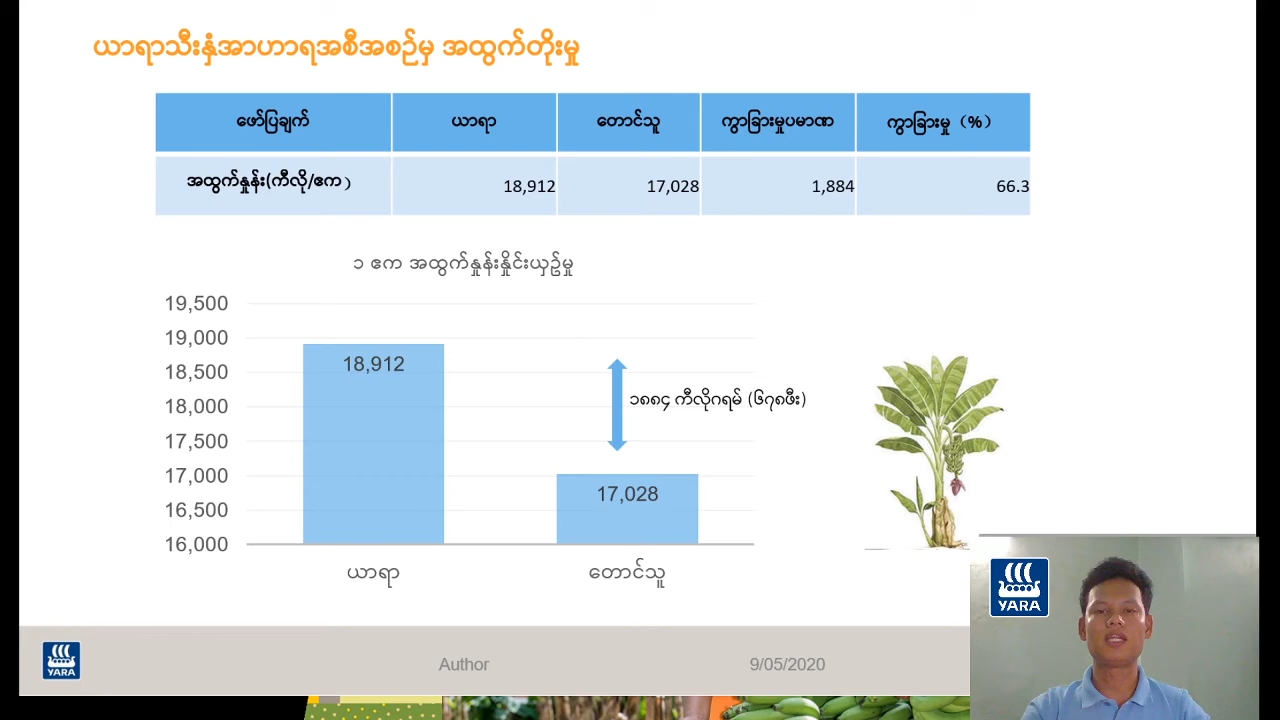 ယာရာသီးနှံအာဟာရအစီအစဉ်မှ အထွက်တိုးမှု
ဖော်ပြချက် ယာရာ တောင်သူ ကွာခြားမှုပမာဏ ကွာခြားမှု (%)
အထွက်နှုန်း(ကီလို/ဧက) 18,912 17,028 1,884 66.3
၁ ဧက အထွက်နှုန်းနှိုင်းယှဥ်မှု
19,500
19,000
18,500
18,000
17,500
17,000
16,500
16,000
18,912
၁၈၈၄ ကီလိုဂရမ် (၆၇၈ဖီး)
17,028
ယာရာ တောင်သူ
YARA
YARA
Author 9/05/2020